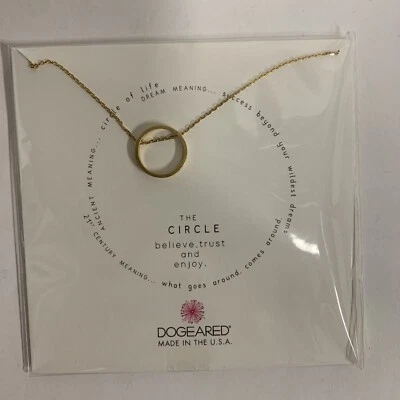 ANCIENT MEANING... circle of life
DREAM MEANING... success beyond your wildest dreams
21st CENTURY MEANING... what goes around, comes around.
THE
CIRCLE
believe, trust
and
enjoy.
DOGEARED®
MADE IN THE U.S.A.